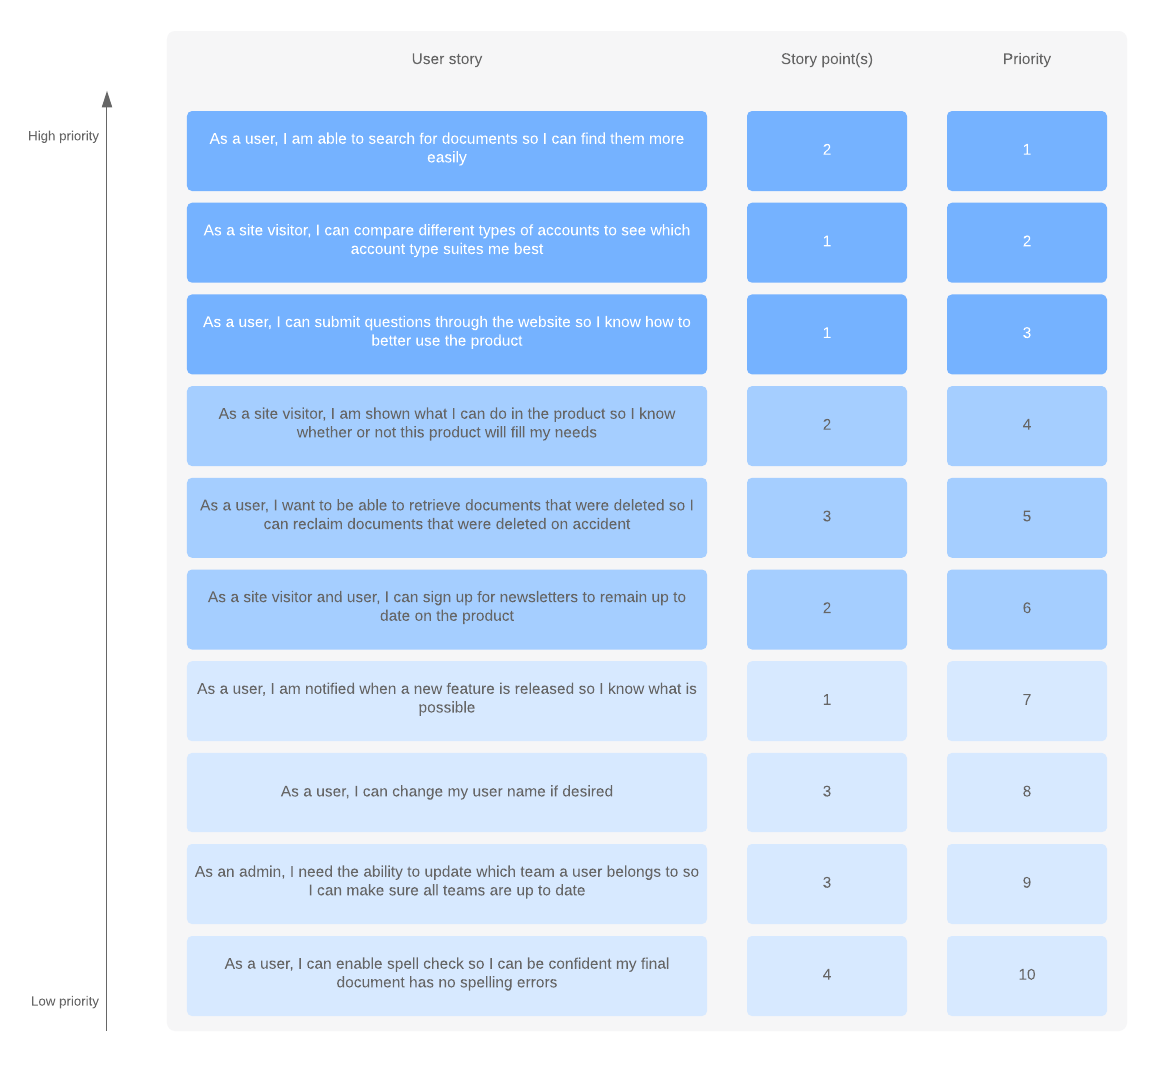 User story
Story point(s)
Priority
High priority
As a user, I am able to search for documents so I can find them more
easily
2
1
As a site visitor, I can compare different types of accounts to see which
account type suites me best
1
2
As a user, I can submit questions through the website so I know how to
better use the product
1
3
As a site visitor, I am shown what I can do in the product so I know
whether or not this product will fill my needs
2
4
As a user, I want to be able to retrieve documents that were deleted so I
can reclaim documents that were deleted on accident
3
5
As a site visitor and user, I can sign up for newsletters to remain up to
date on the product
2
6
As a user, I am notified when a new feature is released so I know what is
possible
1
7
As a user, I can change my user name if desired
3
8
As an admin, I need the ability to update which team a user belongs to so
I can make sure all teams are up to date
3
9
As a user, I can enable spell check so I can be confident my final
document has no spelling errors
4
10
Low priority